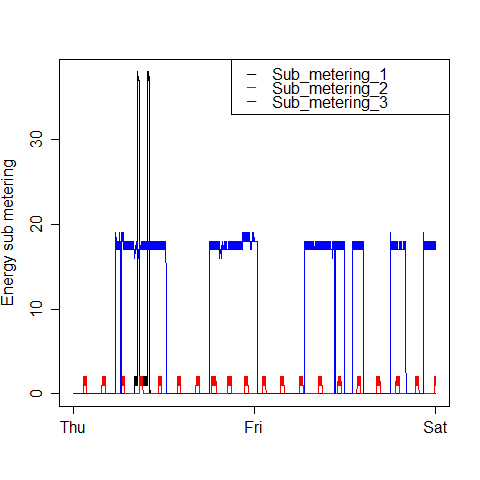 Sub_metering_1
Sub_metering_2
Sub_metering_3
Energy sub metering
30
20
10
0
Thu
Fri
Sat